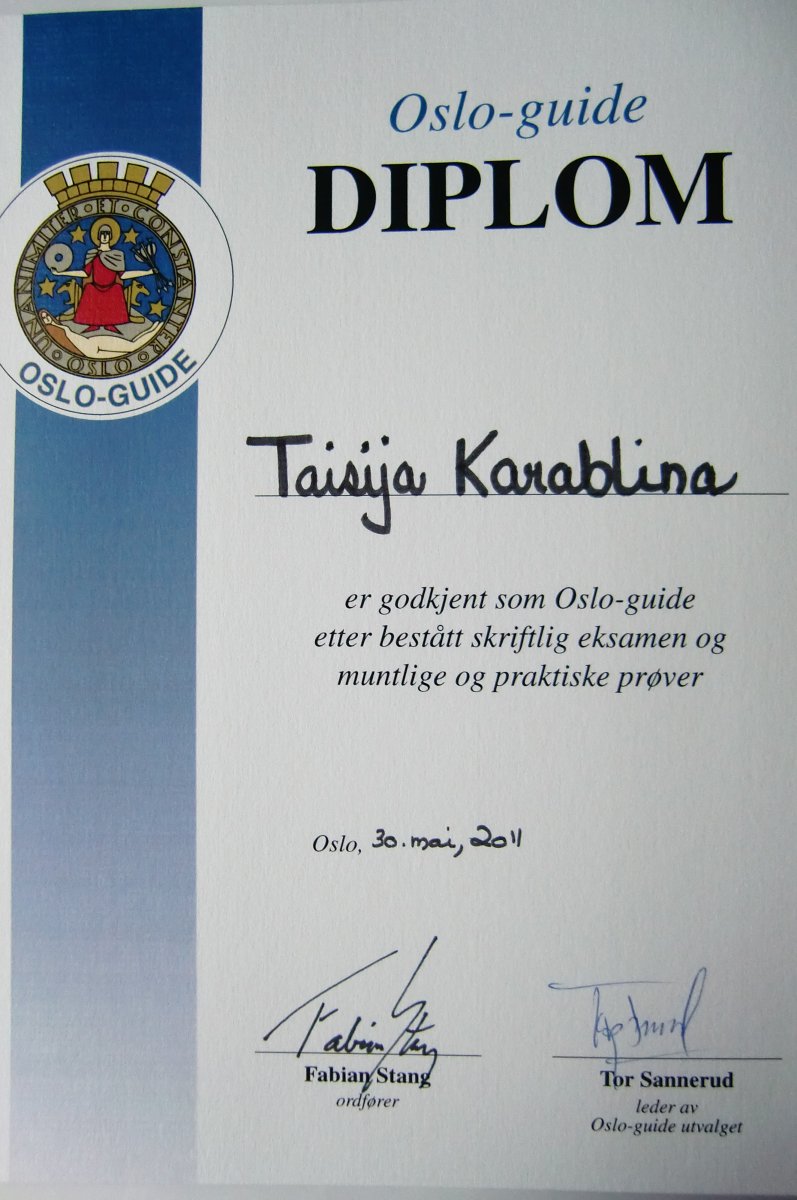 Oslo-guide
DIPLOM
UNANIMITER·ET·CONSTANTER
OSLO
OSLO-GUIDE
Taisija Karablina
er godkjent som Oslo-guide
etter bestått skriftlig eksamen og
muntlige og praktiske prøver
Oslo, 30. mai, 2011
Fabian Stang
Fabian Stang
ordfører
Tor Sannerud
leder av
Oslo-guide utvalget